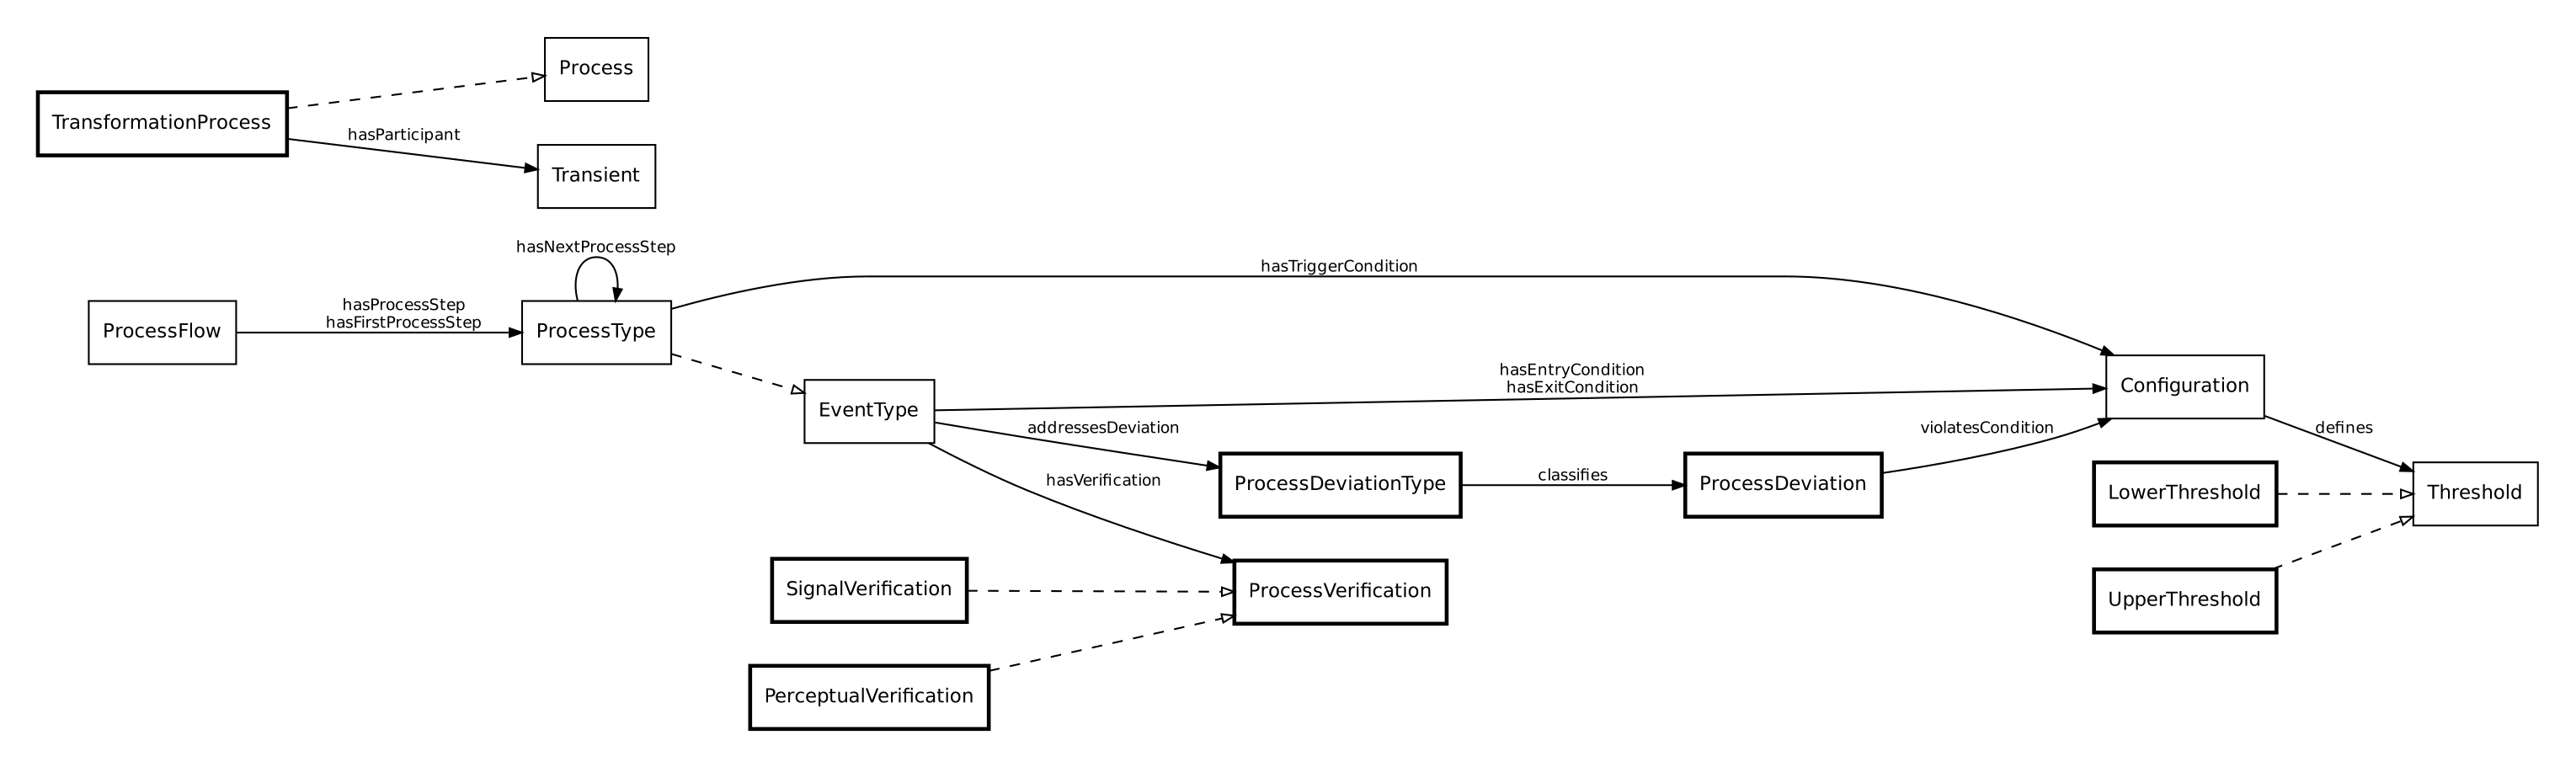 Process
TransformationProcess
hasParticipant
Transient
hasNextProcessStep
hasTriggerCondition
hasProcessStep
hasFirstProcessStep
ProcessFlow
ProcessType
hasEntryCondition
hasExitCondition
Configuration
EventType
addressesDeviation
violatesCondition
defines
hasVerification
classifies
ProcessDeviationType
ProcessDeviation
LowerThreshold
Threshold
SignalVerification
ProcessVerification
UpperThreshold
PerceptualVerification